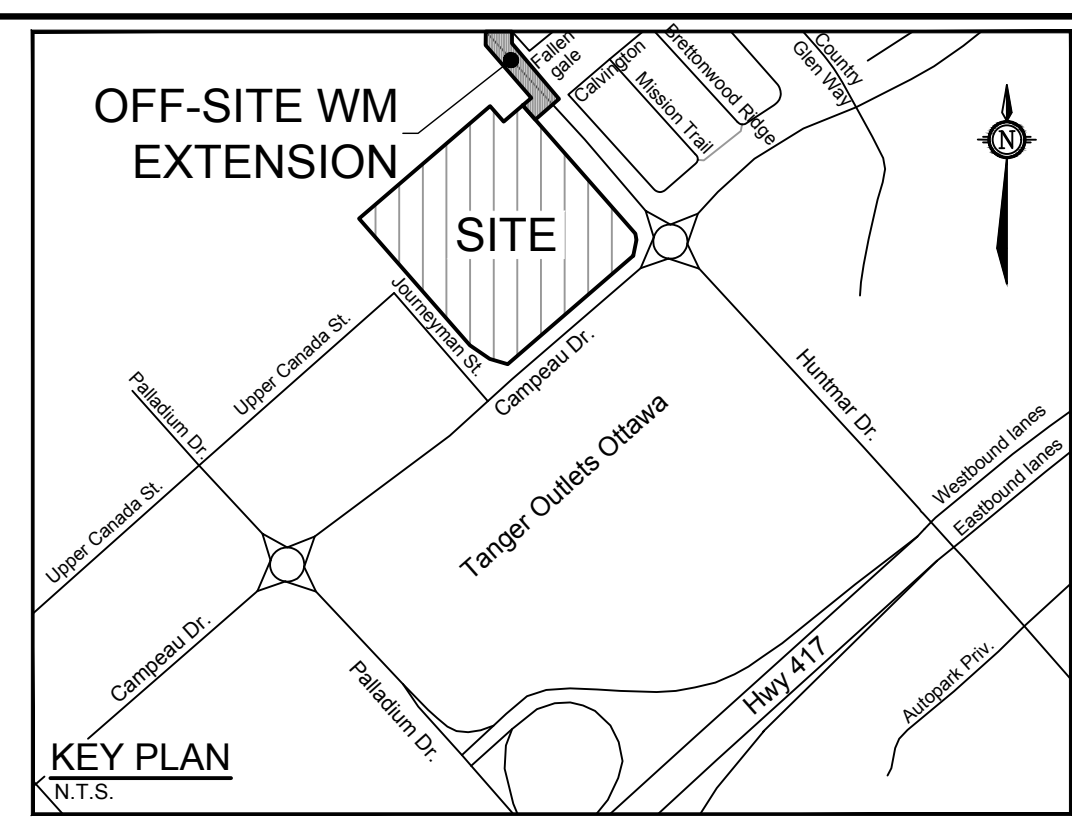 Fallen
gale
Calvington
Mission Trail
Brettonwood Ridge
Country
Glen Way
OFF-SITE WM
EXTENSION
N
SITE
Journeyman St.
Upper Canada St.
Campeau Dr.
Palladium Dr.
Huntmar Dr.
Westbound lanes
Eastbound lanes
Tanger Outlets Ottawa
Upper Canada St.
Campeau Dr.
Palladium Dr.
Hwy 417
Autopark Priv.
KEY PLAN
N.T.S.